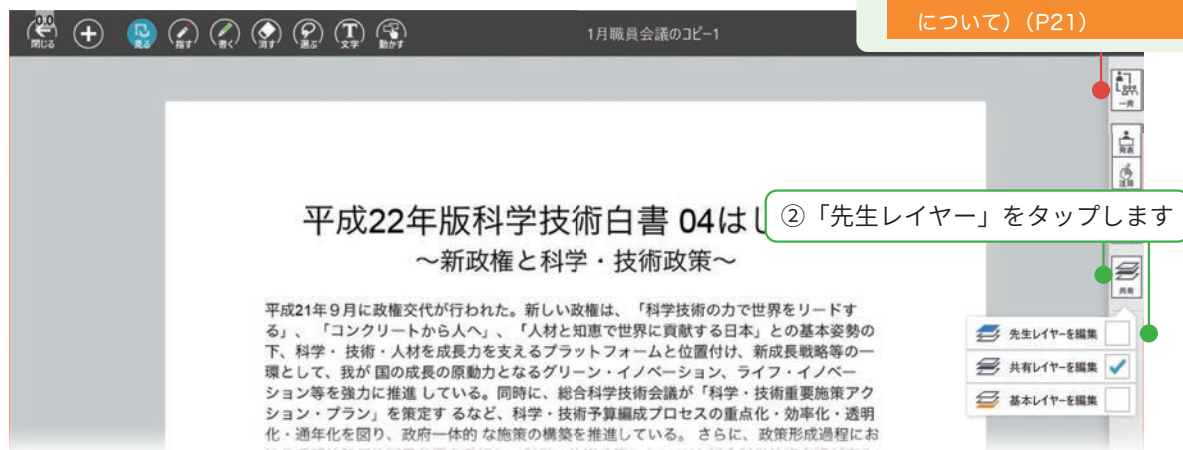 について)(P21)
0.0
閉じる
見る
指す
書く
消す
選ぶ
T
文字
動かす
1月職員会議のコピー1
一斉
発表
②「先生レイヤー」をタップします
共有
平成22年版科学技術白書 04はし
～新政権と科学・技術政策～
平成21年９月に政権交代が行われた。新しい政権は、「科学技術の力で世界をリードす
る」、 「コンクリートから人へ」、「人材と知恵で世界に貢献する日本」との基本姿勢の
下、科学・ 技術・人材を成長力を支えるプラットフォームと位置付け、新成長戦略等の一
環として、我が 国の成長の原動力となるグリーン・イノベーション、ライフ・イノベー
ション等を強力に推進 している。同時に、総合科学技術会議が「科学・技術重要施策アク
ション・プラン」を策定す るなど、科学・技術予算編成プロセスの重点化・効率化・透明
化・通年化を図り、政府一体的 な施策の構築を推進している。 さらに、政策形成過程にお
先生レイヤーを編集
共有レイヤーを編集
基本レイヤーを編集